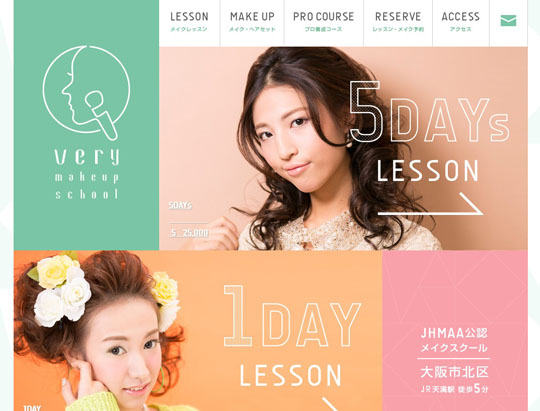 LESSON
メイクレッスン
MAKE UP
メイク・ヘアセット
PRO COURSE
プロ養成コース
RESERVE
レッスン・メイク予約
ACCESS
アクセス
very
makeup
school
5DAYs
LESSON
5DAYs
25,000
1DAY
LESSON
1DAY
JHMAA公認
メイクスクール
大阪市北区
JR天満駅 徒歩5分